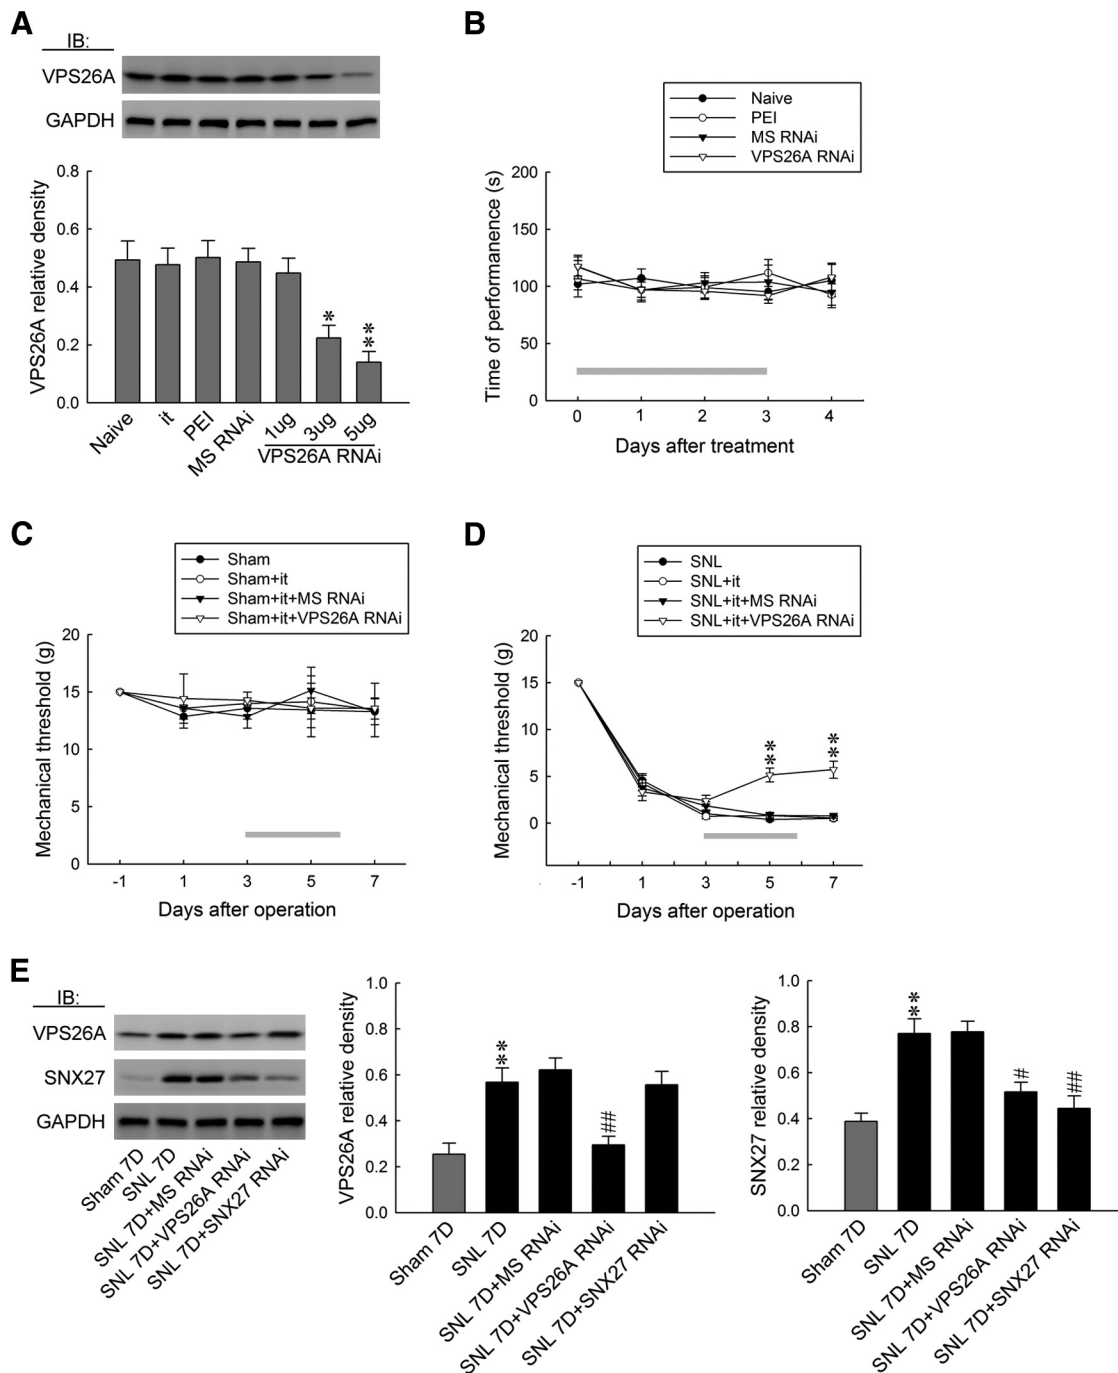 A
IB:
VPS26A
GAPDH
VPS26A relative density
0.8
0.6
0.4
0.2
0.0
Naive
it
PEI
MS RNAi
1ug
3ug
5ug
VPS26A RNAi
*
**
B
Naive
PEI
MS RNAi
VPS26A RNAi
Time of performanence (s)
200
150
100
50
0
0 1 2 3 4
Days after treatment
C
Sham
Sham+it
Sham+it+MS RNAi
Sham+it+VPS26A RNAi
Mechanical threshold (g)
20
15
10
5
0
-1 1 3 5 7
Days after operation
D
SNL
SNL+it
SNL+it+MS RNAi
SNL+it+VPS26A RNAi
Mechanical threshold (g)
20
15
10
5
0
** **
-1 1 3 5 7
Days after operation
E
IB:
VPS26A
SNX27
GAPDH
Sham 7D
SNL 7D
SNL 7D+MS RNAi
SNL 7D+VPS26A RNAi
SNL 7D+SNX27 RNAi
VPS26A relative density
1.0
0.8
0.6
0.4
0.2
0.0
**
##
Sham 7D
SNL 7D
SNL 7D+MS RNAi
SNL 7D+VPS26A RNAi
SNL 7D+SNX27 RNAi
SNX27 relative density
1.0
0.8
0.6
0.4
0.2
0.0
**
#
##
Sham 7D
SNL 7D
SNL 7D+MS RNAi
SNL 7D+VPS26A RNAi
SNL 7D+SNX27 RNAi